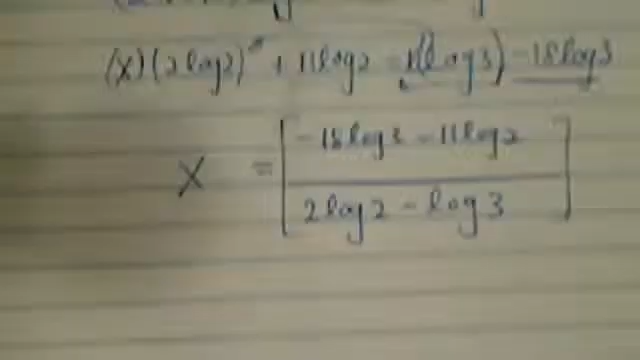 (x)(2log2) + 11log2 = x(log3) - 18log3
X = [ -18log3 - 11log2 / 2log2 - log3 ]